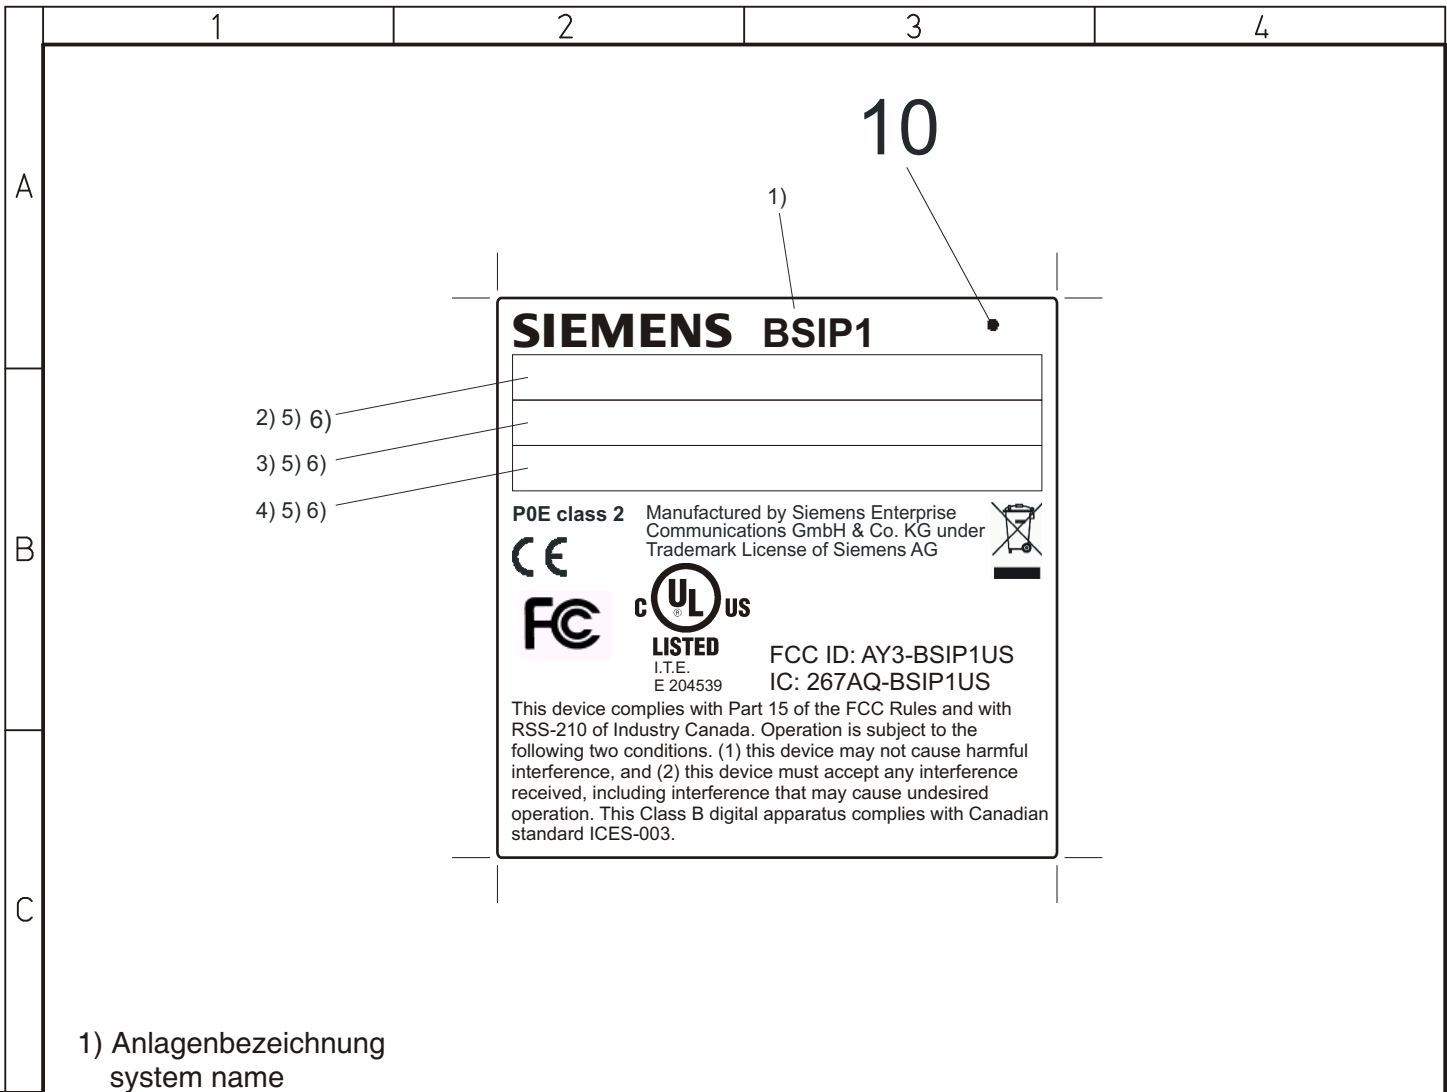 1 2 3 4
10
A
1)
SIEMENS BSIP1
2) 5) 6)
3) 5) 6)
4) 5) 6)
B
P0E class 2
Manufactured by Siemens Enterprise
Communications GmbH & Co. KG under
Trademark License of Siemens AG
CE
FC
C UL US
®
LISTED
I.T.E.
E 204539
FCC ID: AY3-BSIP1US
IC: 267AQ-BSIP1US
This device complies with Part 15 of the FCC Rules and with
RSS-210 of Industry Canada. Operation is subject to the
following two conditions. (1) this device may not cause harmful
interference, and (2) this device must accept any interference
received, including interference that may cause undesired
operation. This Class B digital apparatus complies with Canadian
standard ICES-003.
C
1) Anlagenbezeichnung
system name